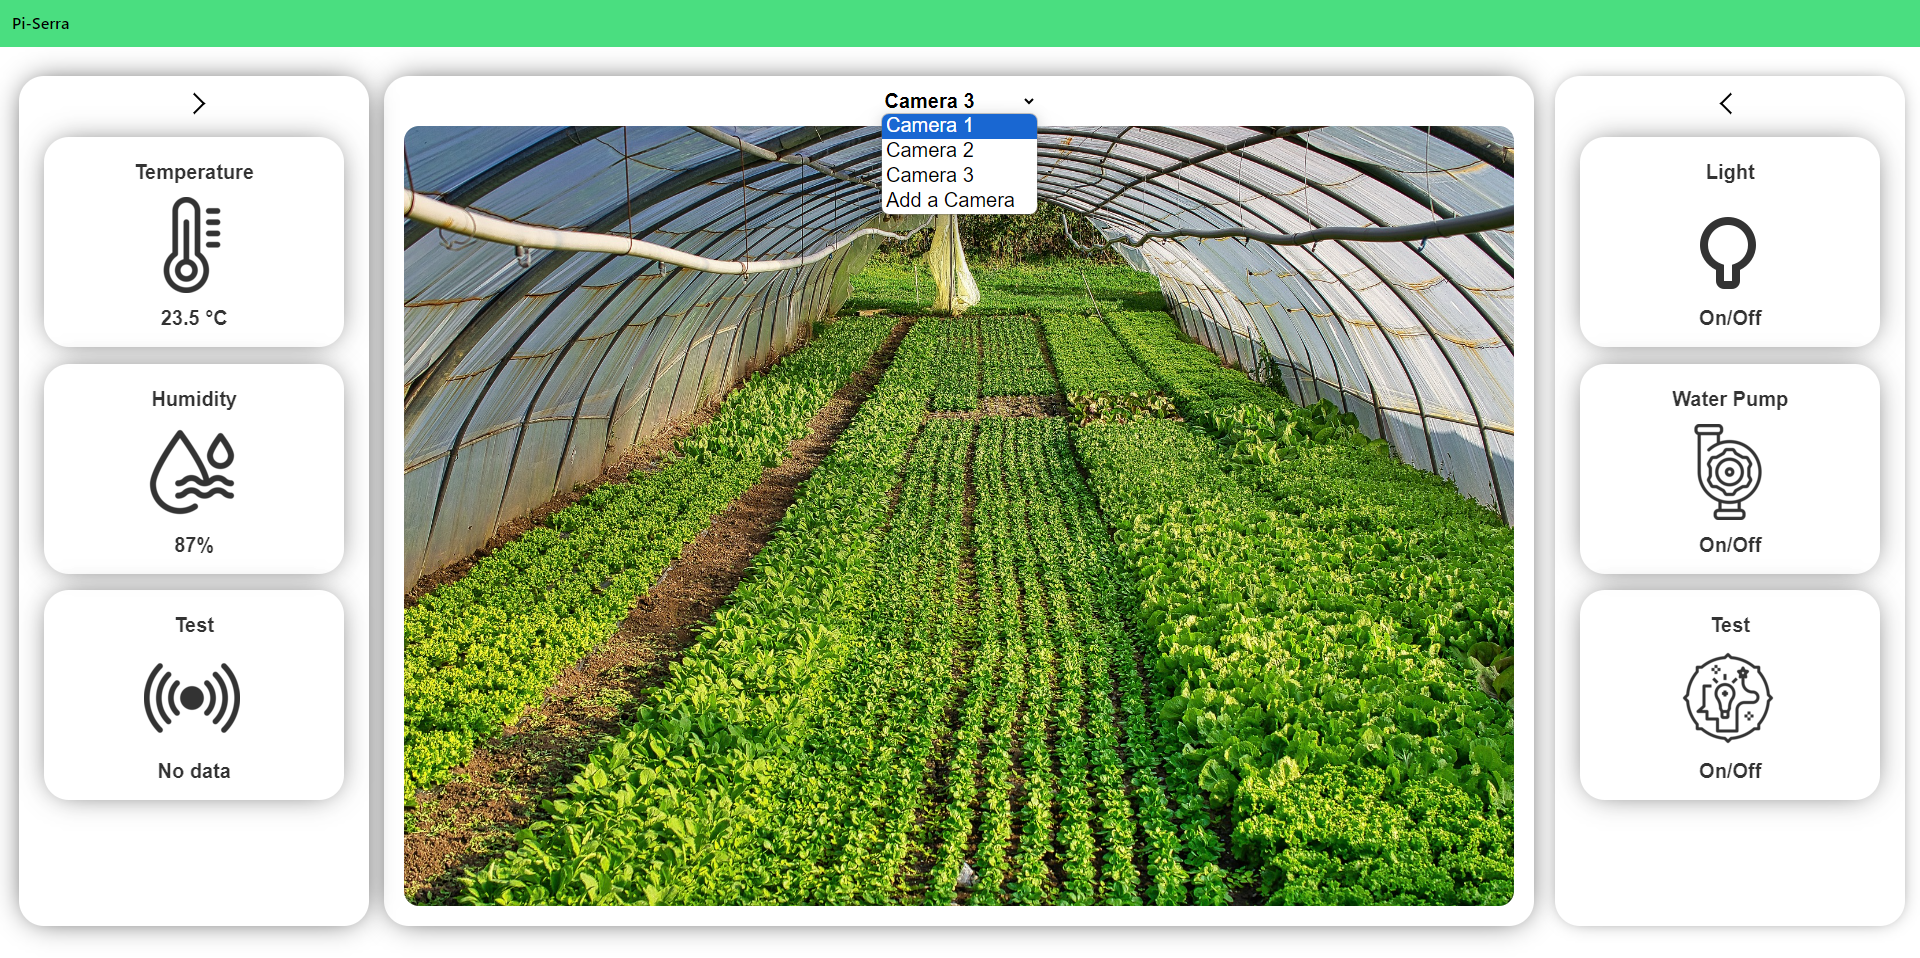 Pi-Serra
Temperature
23.5 °C
Humidity
87%
Test
No data
Camera 3
Camera 1
Camera 2
Camera 3
Add a Camera
Light
On/Off
Water Pump
On/Off
Test
On/Off